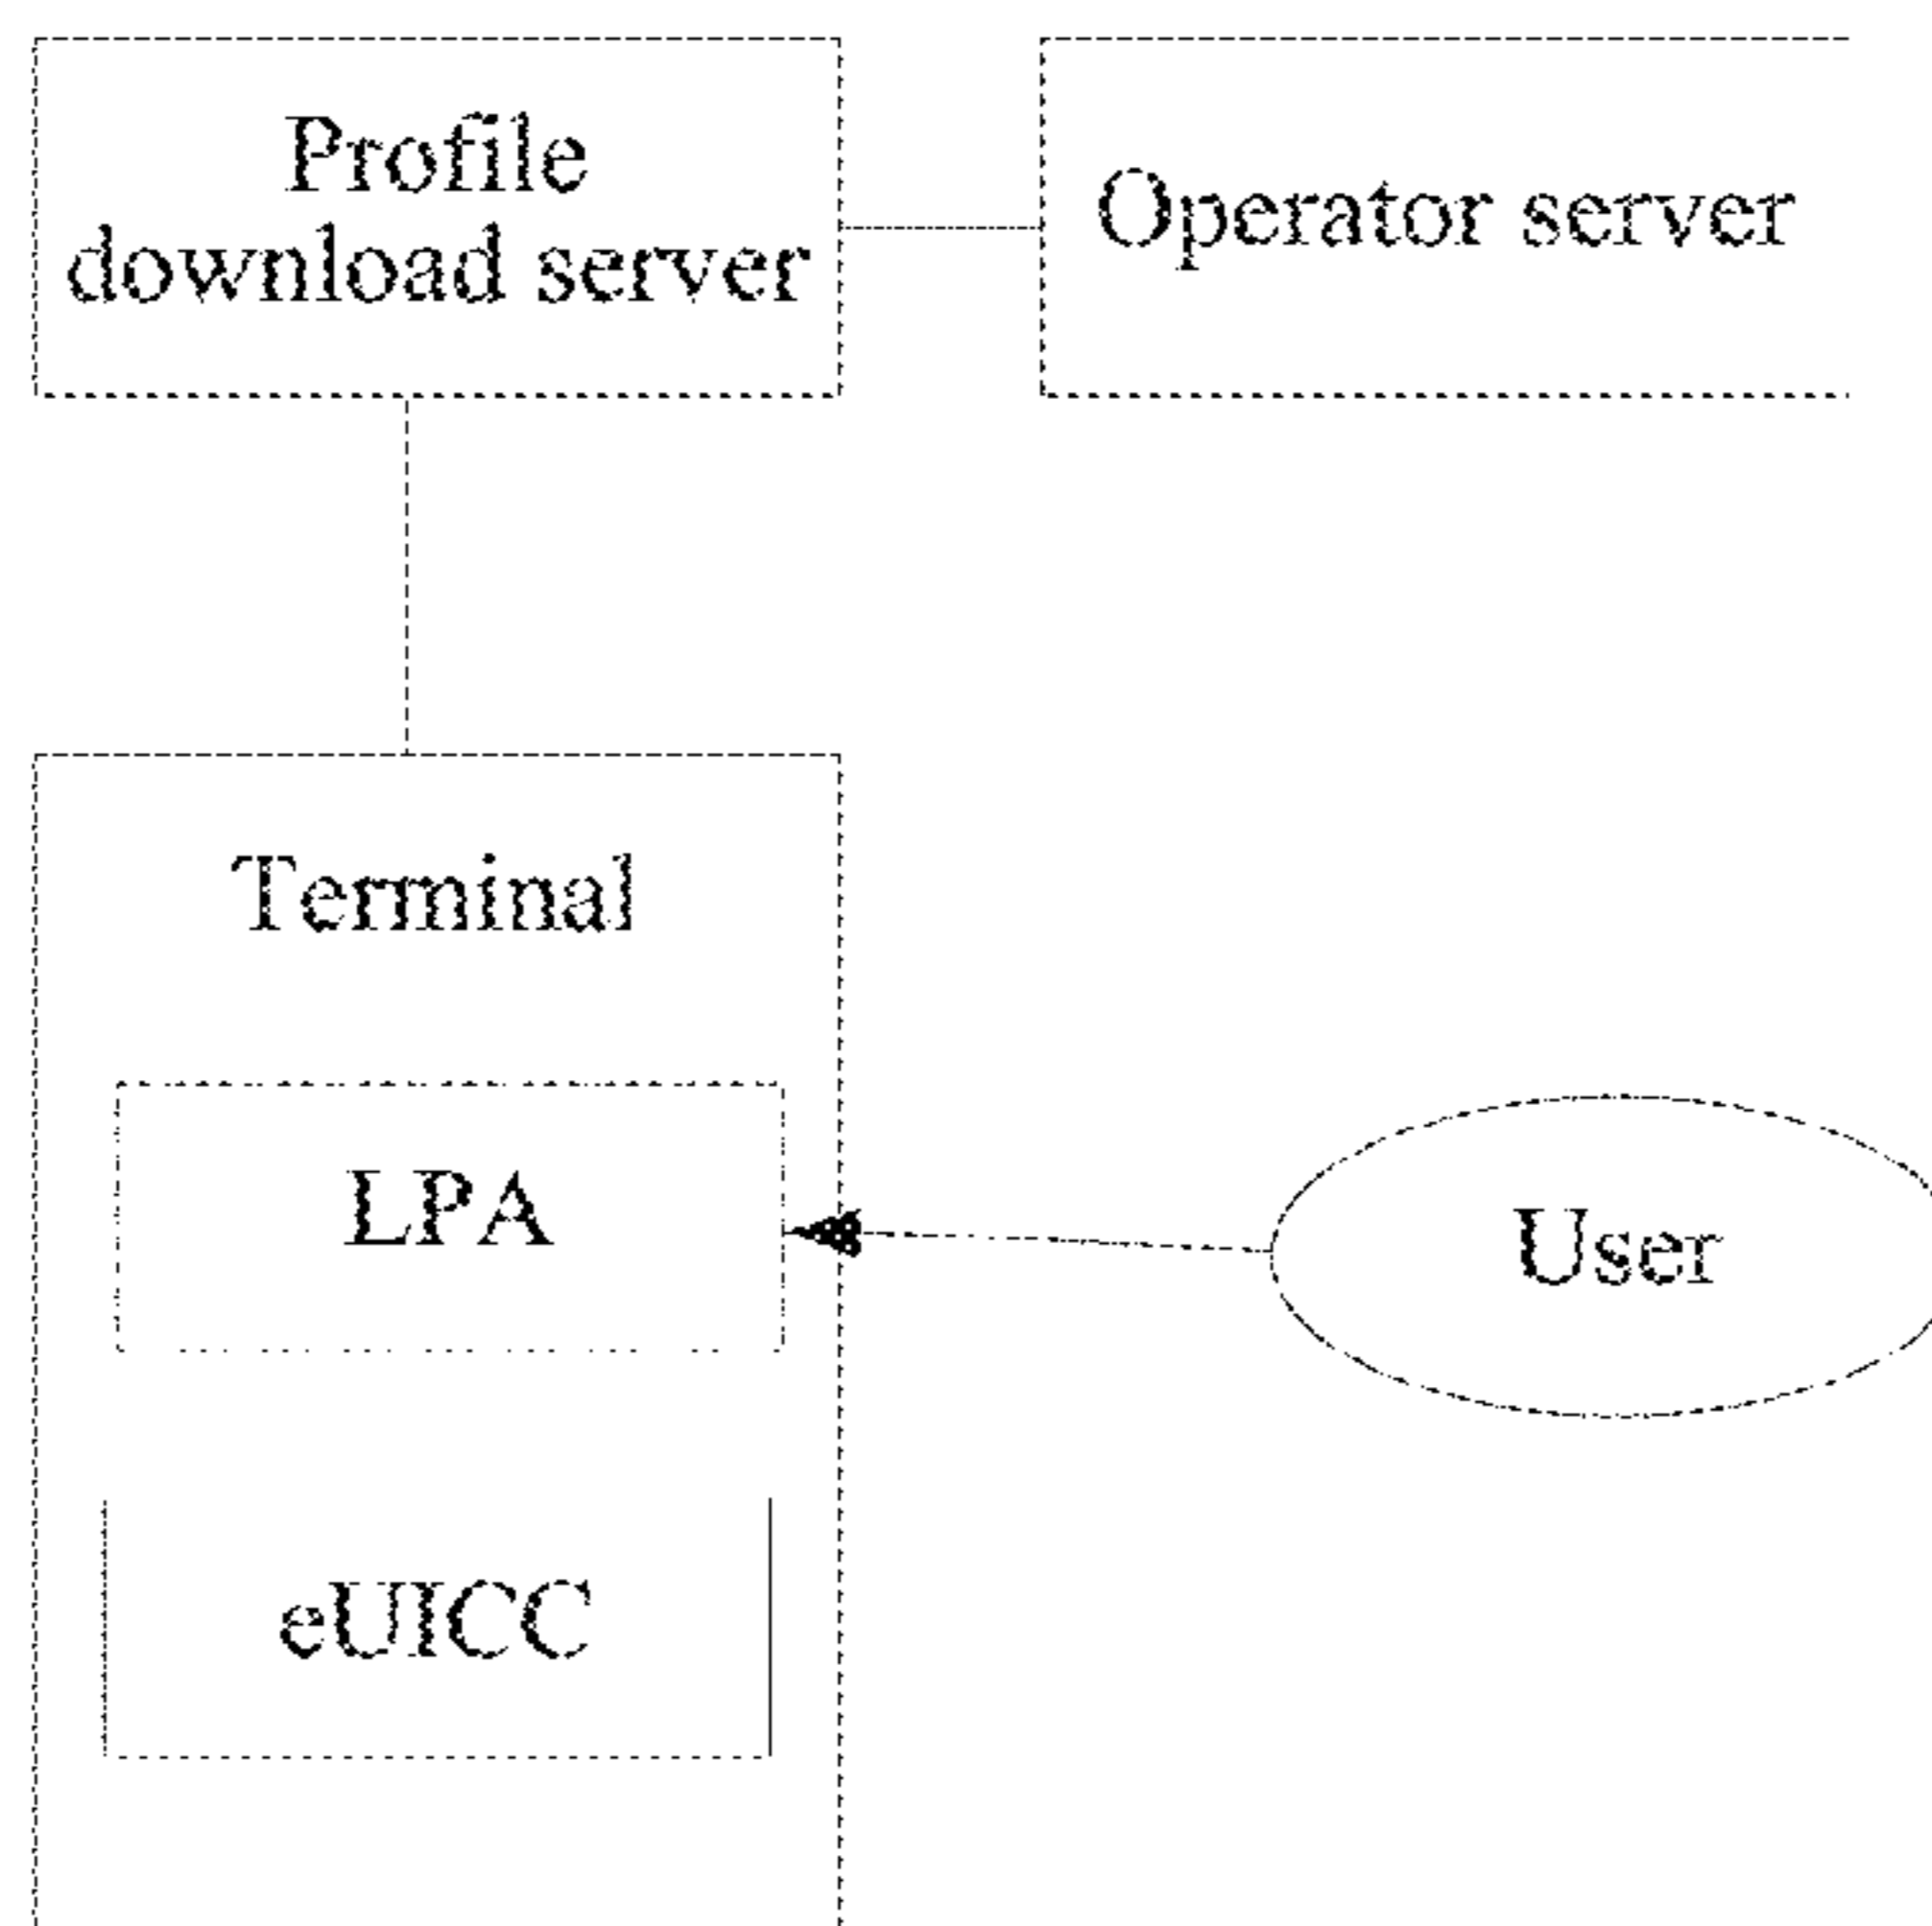 Profile
download server
Operator server
Terminal
LPA
User
eUICC